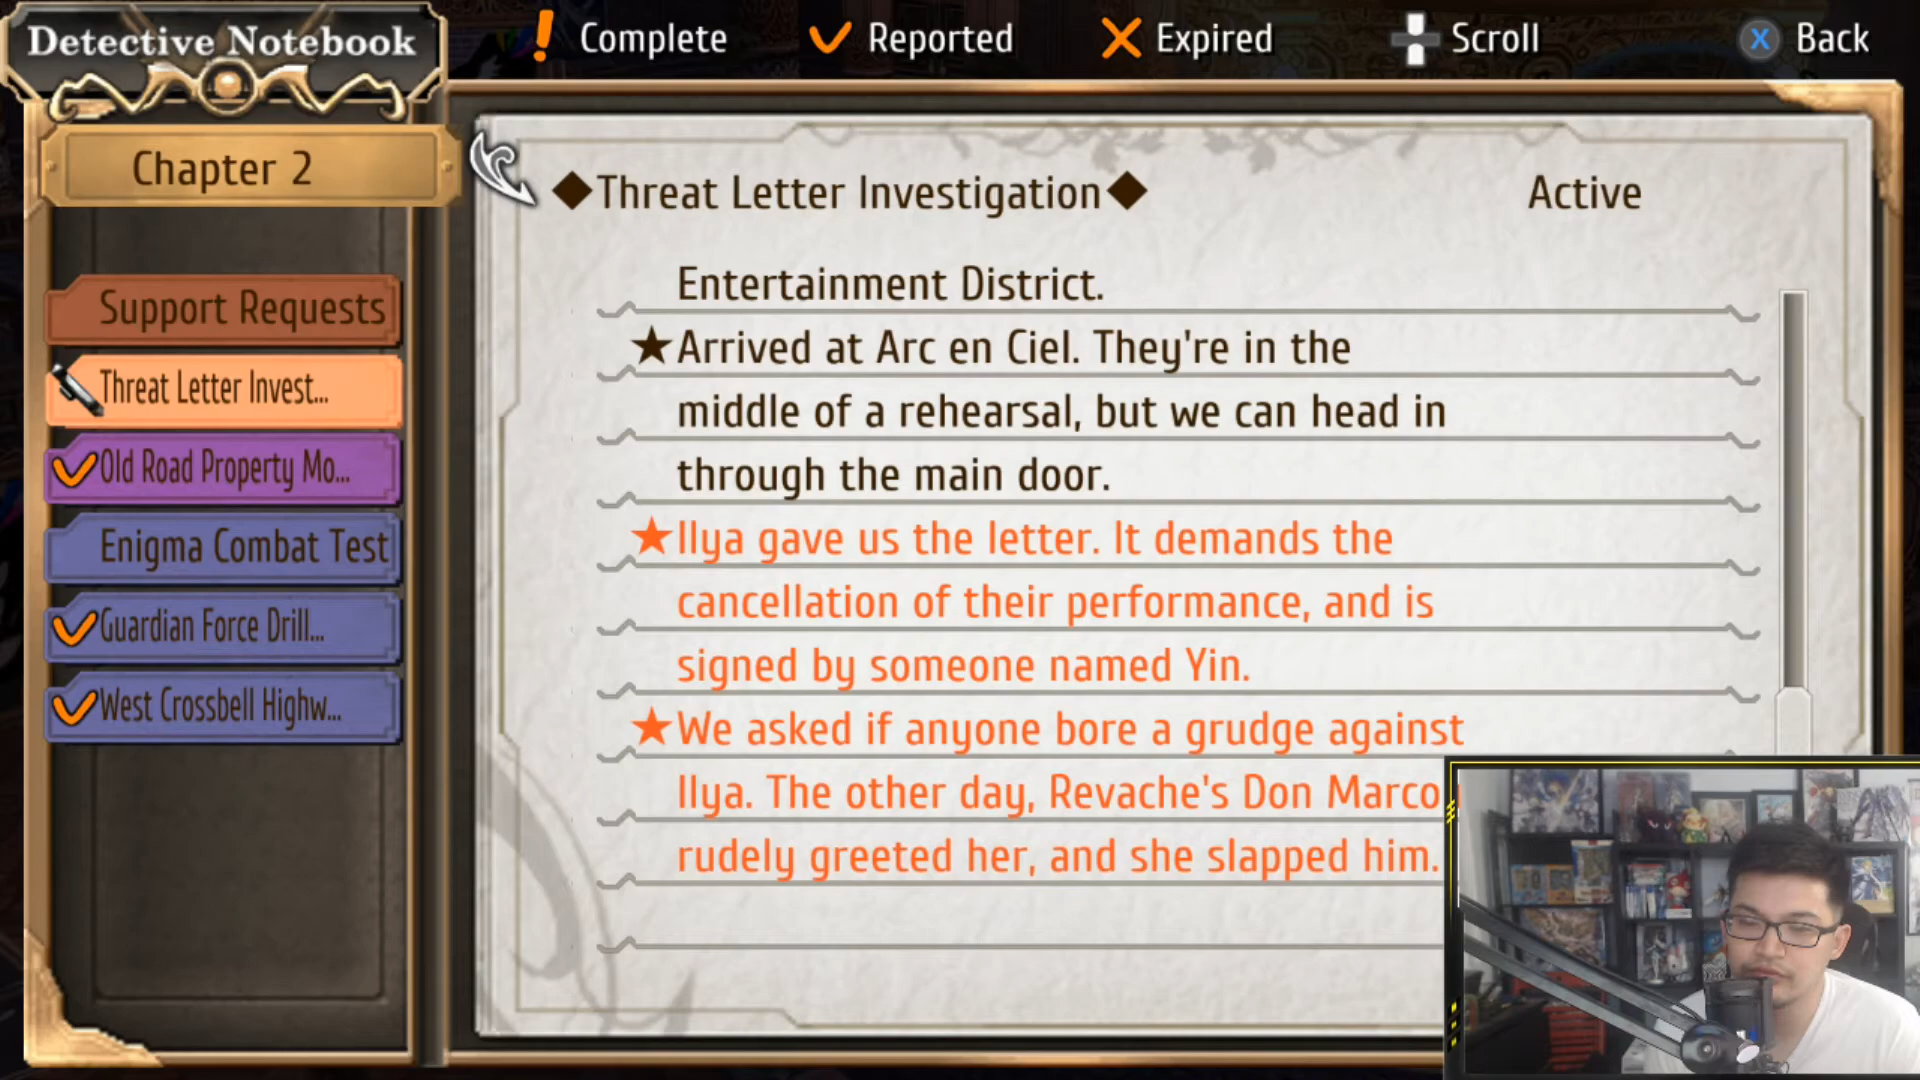 Detective Notebook
Complete
Reported
Expired
Scroll
X Back
Chapter 2
Support Requests
Threat Letter Invest...
Old Road Property Mo...
Enigma Combat Test
Guardian Force Drill...
West Crossbell Highw...
◆Threat Letter Investigation◆ Active
Entertainment District.
★Arrived at Arc en Ciel. They're in the
middle of a rehearsal, but we can head in
through the main door.
★Ilya gave us the letter. It demands the
cancellation of their performance, and is
signed by someone named Yin.
★We asked if anyone bore a grudge against
Ilya. The other day, Revache's Don Marco
rudely greeted her, and she slapped him.